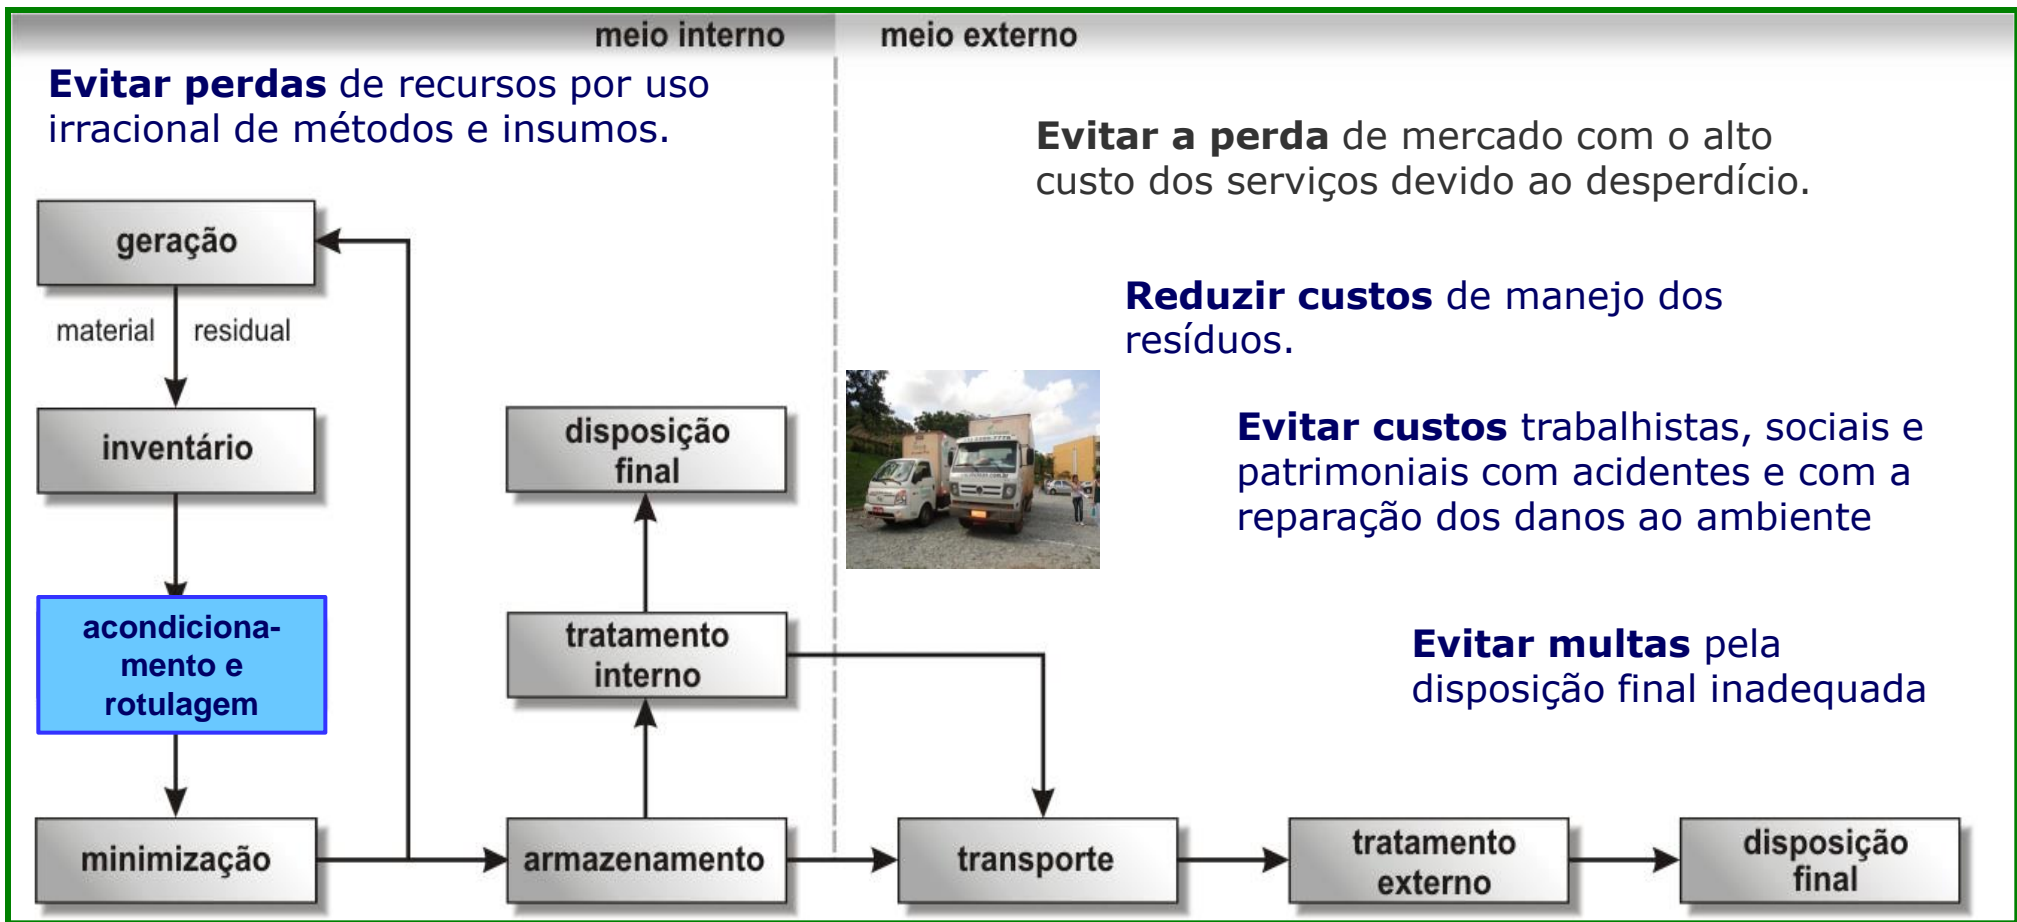 meio interno
meio externo
Evitar perdas de recursos por uso
irracional de métodos e insumos.
Evitar a perda de mercado com o alto
custo dos serviços devido ao desperdício.
geração
material
residual
Reduzir custos de manejo dos
resíduos.
inventário
disposição
final
Evitar custos trabalhistas, sociais e
patrimoniais com acidentes e com a
reparação dos danos ao ambiente
acondiciona-
mento e
rotulagem
tratamento
interno
Evitar multas pela
disposição final inadequada
minimização
armazenamento
transporte
tratamento
externo
disposição
final